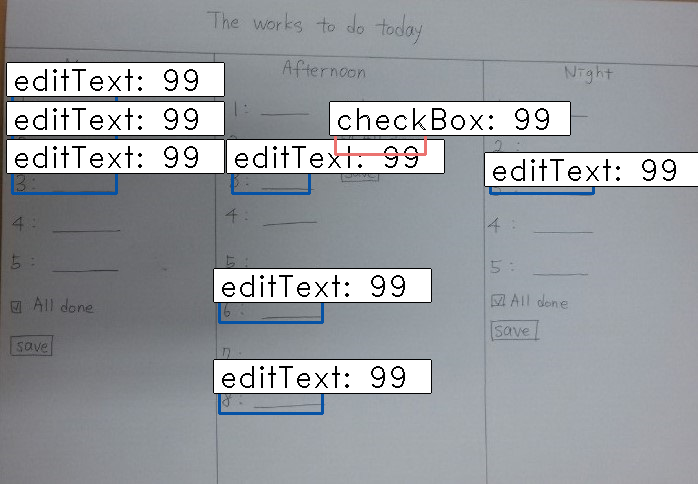 The works to do today
editText: 99
editText: 99
editText: 99
3:
4:
5:
All done
save
Afternoon
1:
checkBox: 99
editText: 99
3:
save
4:
5:
editText: 99
6:
7
editText: 99
8:
Night
2:
editText: 99
4:
5:
All done
save